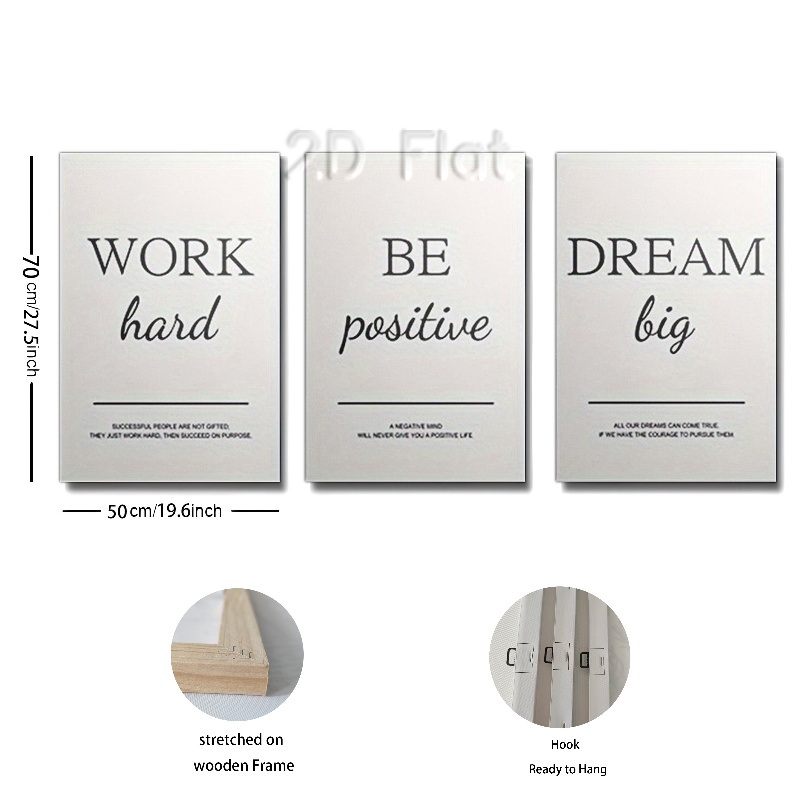 2D Flat
WORK
hard
SUCCESSFUL PEOPLE ARE NOT GIFTED,
THEY JUST WORK HARD, THEN SUCCEED ON PURPOSE.
BE
positive
A NEGATIVE MIND
WILL NEVER GIVE YOU A POSITIVE LIFE.
DREAM
big
ALL OUR DREAMS CAN COME TRUE,
IF WE HAVE THE COURAGE TO PURSUE THEM.
70 cm/27.5inch
50cm/19.6inch
stretched on
wooden Frame
Hook
Ready to Hang